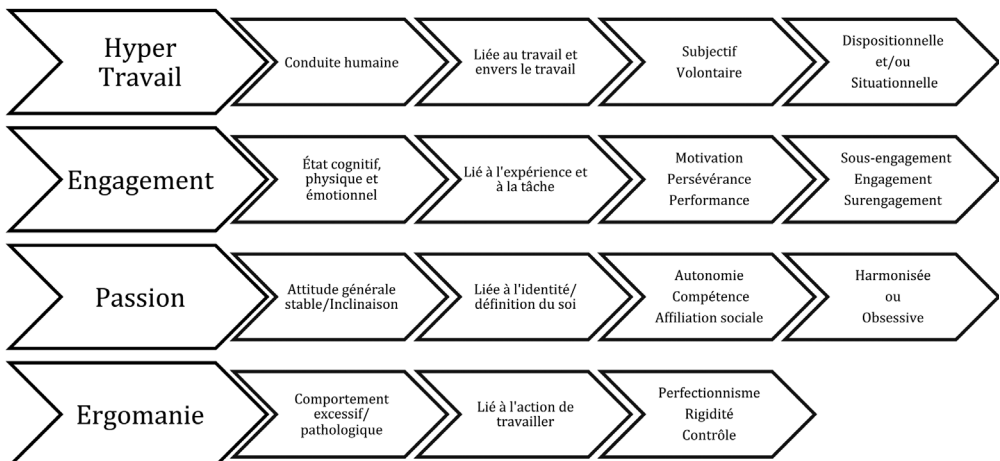 Hyper
Travail
Conduite humaine
Liée au travail et
envers le travail
Subjectif
Volontaire
Dispositionnelle
et/ou
Situationnelle
Engagement
État cognitif,
physique et
émotionnel
Lié à l'expérience et
à la tâche
Motivation
Persévérance
Performance
Sous-engagement
Engagement
Surengagement
Passion
Attitude générale
stable/Inclinaison
Liée à l'identité/
définition du soi
Autonomie
Compétence
Affiliation sociale
Harmonisée
ou
Obsessive
Ergomanie
Comportement
excessif/
pathologique
Lié à l'action de
travailler
Perfectionnisme
Rigidité
Contrôle